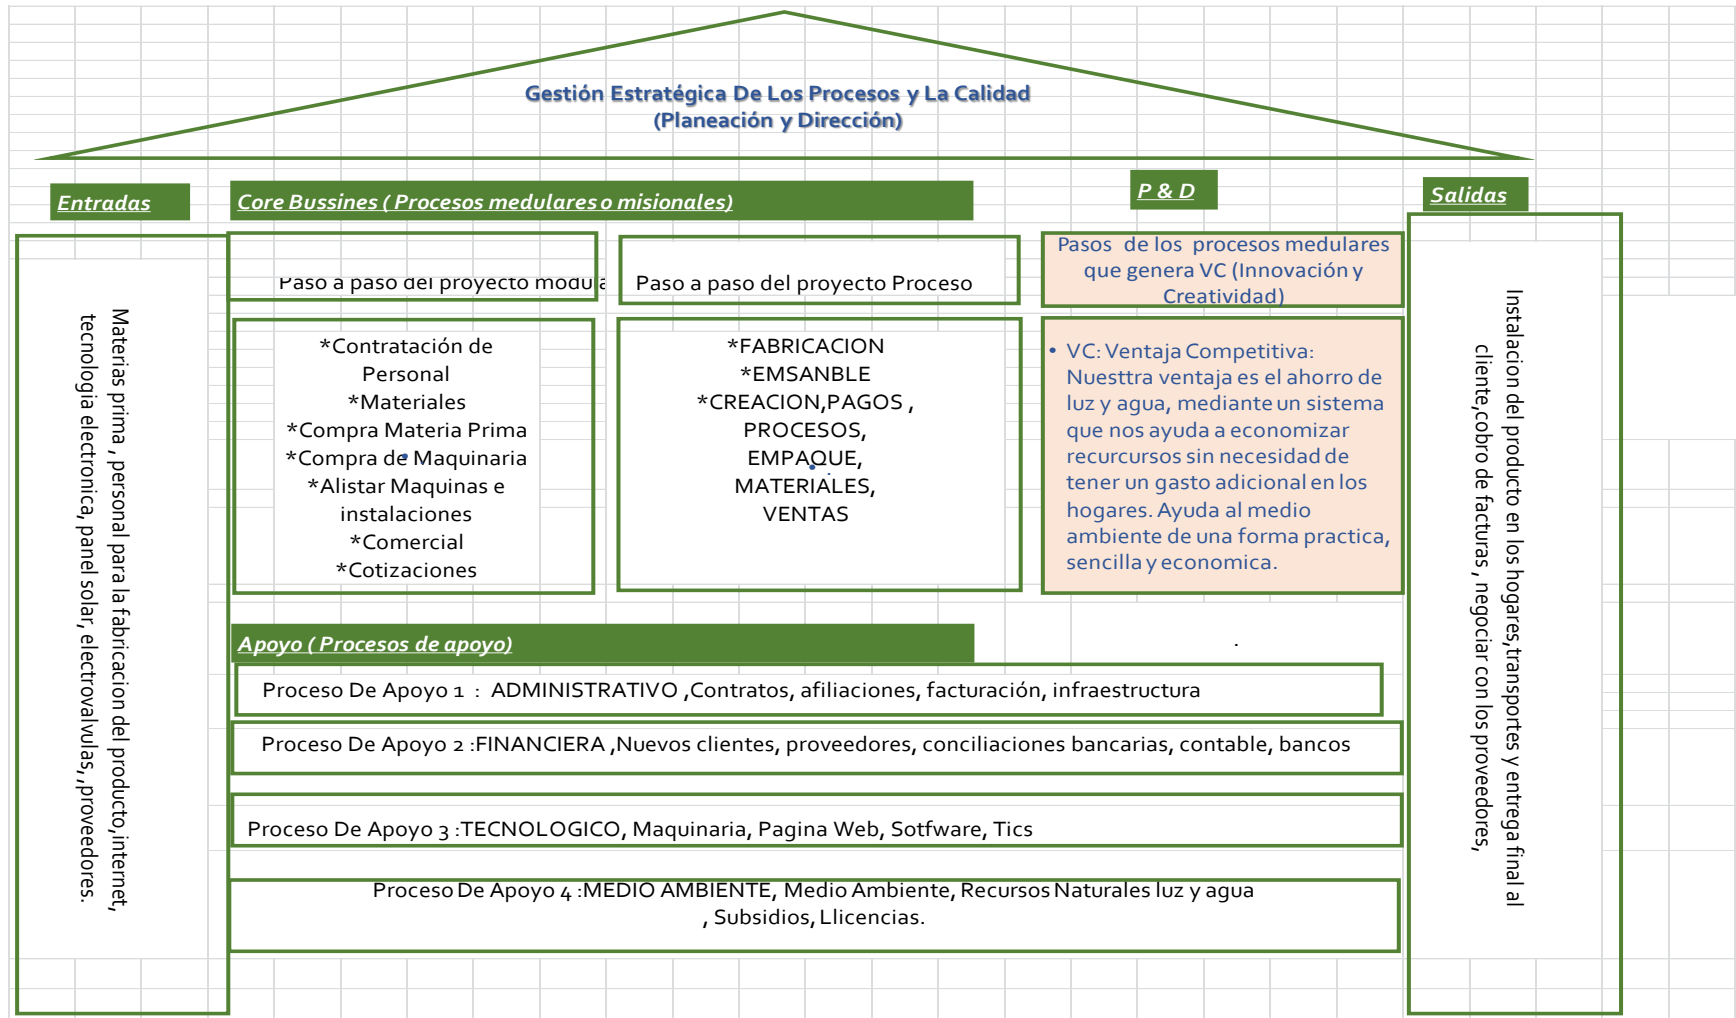 Gestión Estratégica De Los Procesos y La Calidad
(Planeación y Dirección)
Entradas
Core Bussines ( Procesos medulares o misionales)
P & D
Salidas
Materias prima , personal para la fabricacion del producto,internet,
tecnologia electronica, panel solar, electrovalvulas, ,proveedores.
Paso a paso del proyecto modula
Paso a paso del proyecto Proceso
Pasos de los procesos medulares
que genera VC (Innovación y
Creatividad)
*Contratación de
Personal
*Materiales
*Compra Materia Prima
*Compra de Maquinaria
*Alistar Maquinas e
instalaciones
*Comercial
*Cotizaciones
*FABRICACION
*EMSANBLE
*CREACION,PAGOS ,
PROCESOS,
EMPAQUE,
MATERIALES,
VENTAS
• VC: Ventaja Competitiva:
Nuesttra ventaja es el ahorro de
luz y agua, mediante un sistema
que nos ayuda a economizar
recurcursos sin necesidad de
tener un gasto adicional en los
hogares. Ayuda al medio
ambiente de una forma practica,
sencilla y economica.
Instalacion del producto en los hogares,transportes y entrega final al
cliente,cobro de facturas , negociar con los proveedores,
Apoyo ( Procesos de apoyo)
.
Proceso De Apoyo 1 : ADMINISTRATIVO ,Contratos, afiliaciones, facturación, infraestructura
Proceso De Apoyo 2 :FINANCIERA ,Nuevos clientes, proveedores, conciliaciones bancarias, contable, bancos
Proceso De Apoyo 3 :TECNOLOGICO, Maquinaria, Pagina Web, Sotfware, Tics
Proceso De Apoyo 4 :MEDIO AMBIENTE, Medio Ambiente, Recursos Naturales luz y agua
, Subsidios, Llicencias.